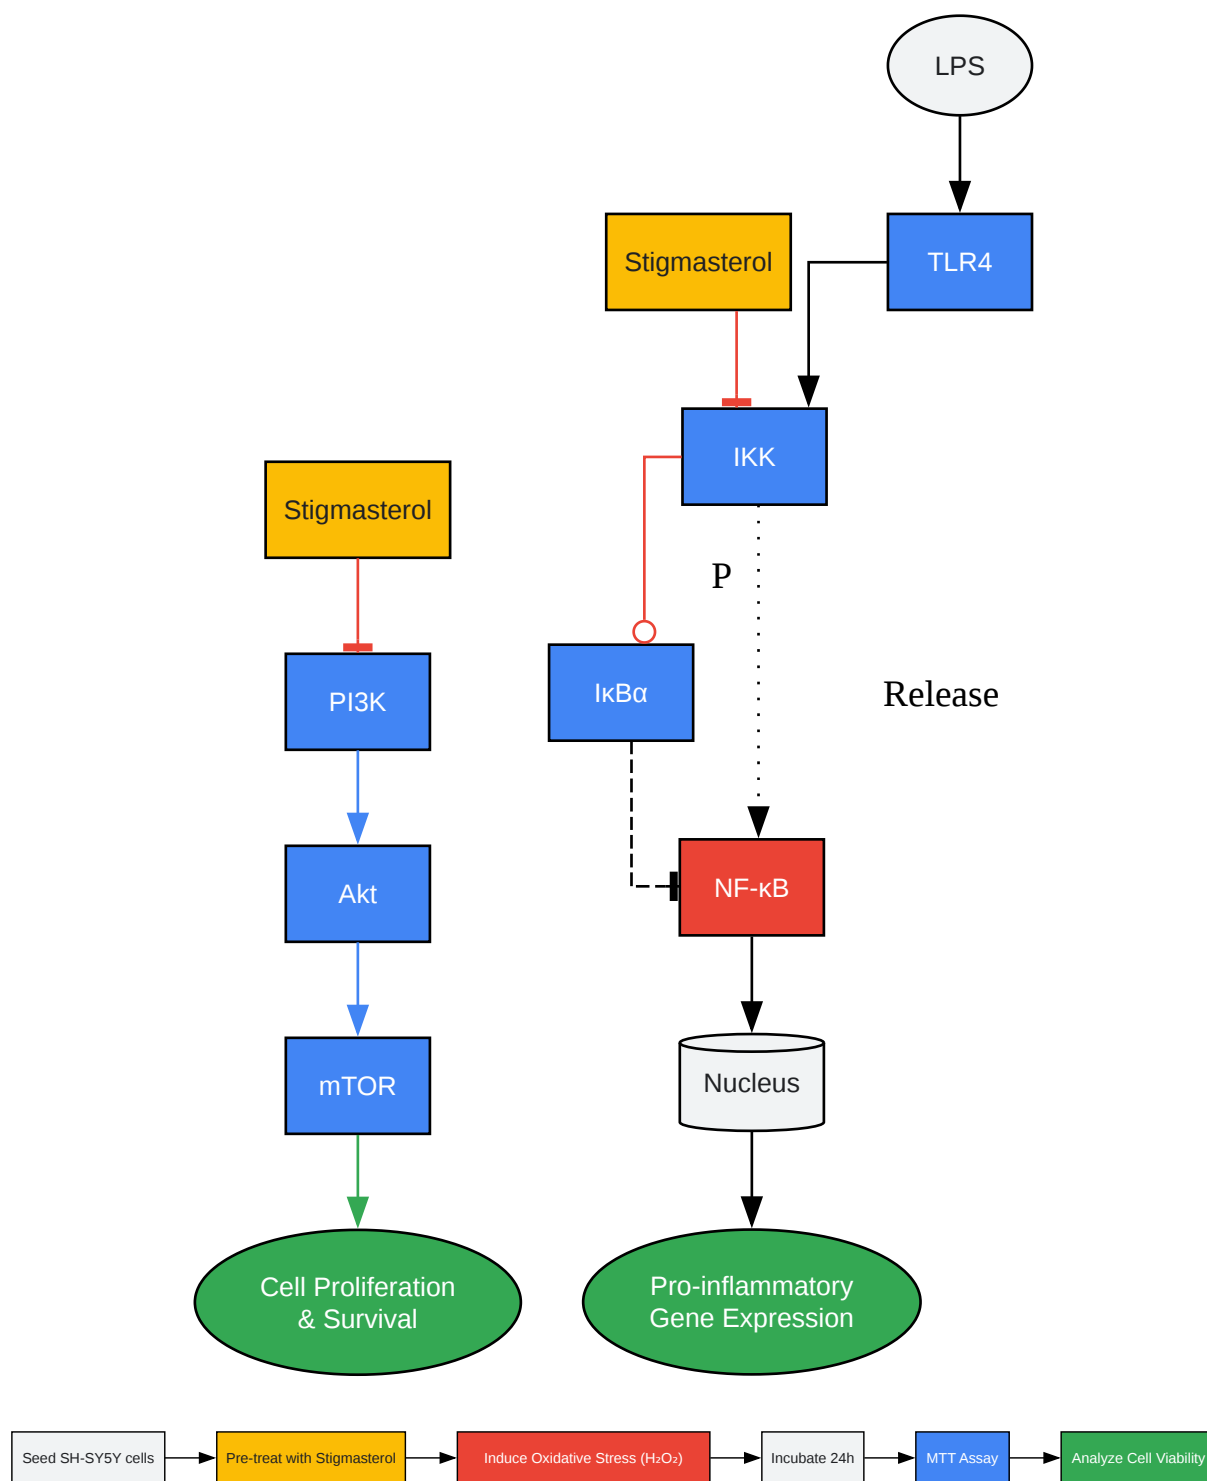 LPS
Stigmasterol
TLR4
IKK
Stigmasterol
P
IκBα
Release
PI3K
NF-κB
Akt
mTOR
Nucleus
Cell Proliferation
& Survival
Pro-inflammatory
Gene Expression
Seed SH-SY5Y cells
Pre-treat with Stigmasterol
Induce Oxidative Stress (H₂O₂)
Incubate 24h
MTT Assay
Analyze Cell Viability